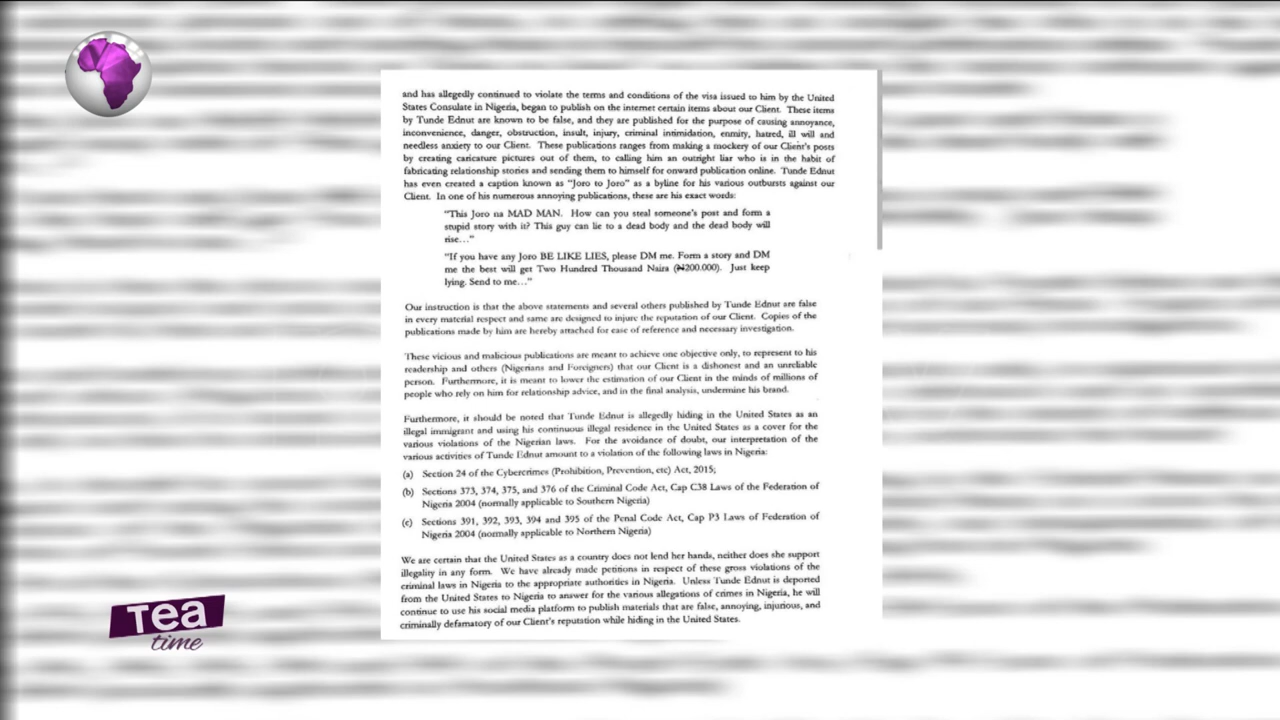 and has allegedly continued to violate the terms and conditions of the visa issued to him by the United
States Consulate in Nigeria, began to publish on the internet certain items about our Client. These items
by Tunde Ednut are known to be false, and they are published for the purpose of causing annoyance,
inconvenience, danger, obstruction, insult, injury, criminal intimidation, enmity, hatred, ill will and
needless anxiety to our Client. These publications ranges from making a mockery of our Client's posts
by creating caricature pictures out of them, to calling him an outright liar who is in the habit of
fabricating relationship stories and sending them to himself for onward publication online. Tunde Ednut
has even created a caption known as "Joro to Joro" as a byline for his various outbursts against our
Client. In one of his numerous annoying publications, these are his exact words:
"This Joro na MAD MAN. How can you steal someone's post and form a
stupid story with it? This guy can lie to a dead body and the dead body will
rise…"
"If you have any Joro BE LIKE LIES, please DM me. Form a story and DM
me the best will get Two Hundred Thousand Naira (₦200.000). Just keep
lying. Send to me…"
Our instruction is that the above statements and several others published by Tunde Ednut are false
in every material respect and same are designed to injure the reputation of our Client. Copies of the
publications made by him are hereby attached for ease of reference and necessary investigation.
These vicious and malicious publications are meant to achieve one objective only, to represent to his
readership and others (Nigerians and Foreigners) that our Client is a dishonest and an unreliable
person. Furthermore, it is meant to lower the estimation of our Client in the minds of millions of
people who rely on him for relationship advice, and in the final analysis, undermine his brand.
Furthermore, it should be noted that Tunde Ednut is allegedly hiding in the United States as an
illegal immigrant and using his continuous illegal residence in the United States as a cover for the
various violations of the Nigerian laws. For the avoidance of doubt, our interpretation of the
various activities of Tunde Ednut amount to a violation of the following laws in Nigeria:
(a) Section 24 of the Cybercrimes (Prohibition, Prevention, etc) Act, 2015;
(b) Sections 373, 374, 375, and 376 of the Criminal Code Act, Cap C38 Laws of the Federation of
Nigeria 2004 (normally applicable to Southern Nigeria)
(c) Sections 391, 392, 393, 394 and 395 of the Penal Code Act, Cap P3 Laws of Federation of
Nigeria 2004 (normally applicable to Northern Nigeria)
We are certain that the United States as a country does not lend her hands, neither does she support
illegality in any form. We have already made petitions in respect of these gross violations of the
criminal laws in Nigeria to the appropriate authorities in Nigeria. Unless Tunde Ednut is deported
from the United States to Nigeria to answer for the various allegations of crimes in Nigeria, he will
continue to use his social media platform to publish materials that are false, annoying, injurious, and
criminally defamatory of our Client's reputation while hiding in the United States.
Tea
time